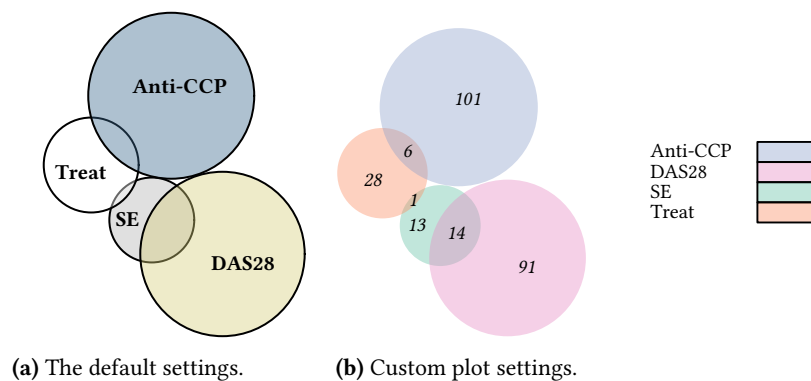 Anti-CCP
Treat
SE
DAS28
101
6
28
1
13
14
91
Anti-CCP
DAS28
SE
Treat
(a) The default settings.
(b) Custom plot settings.